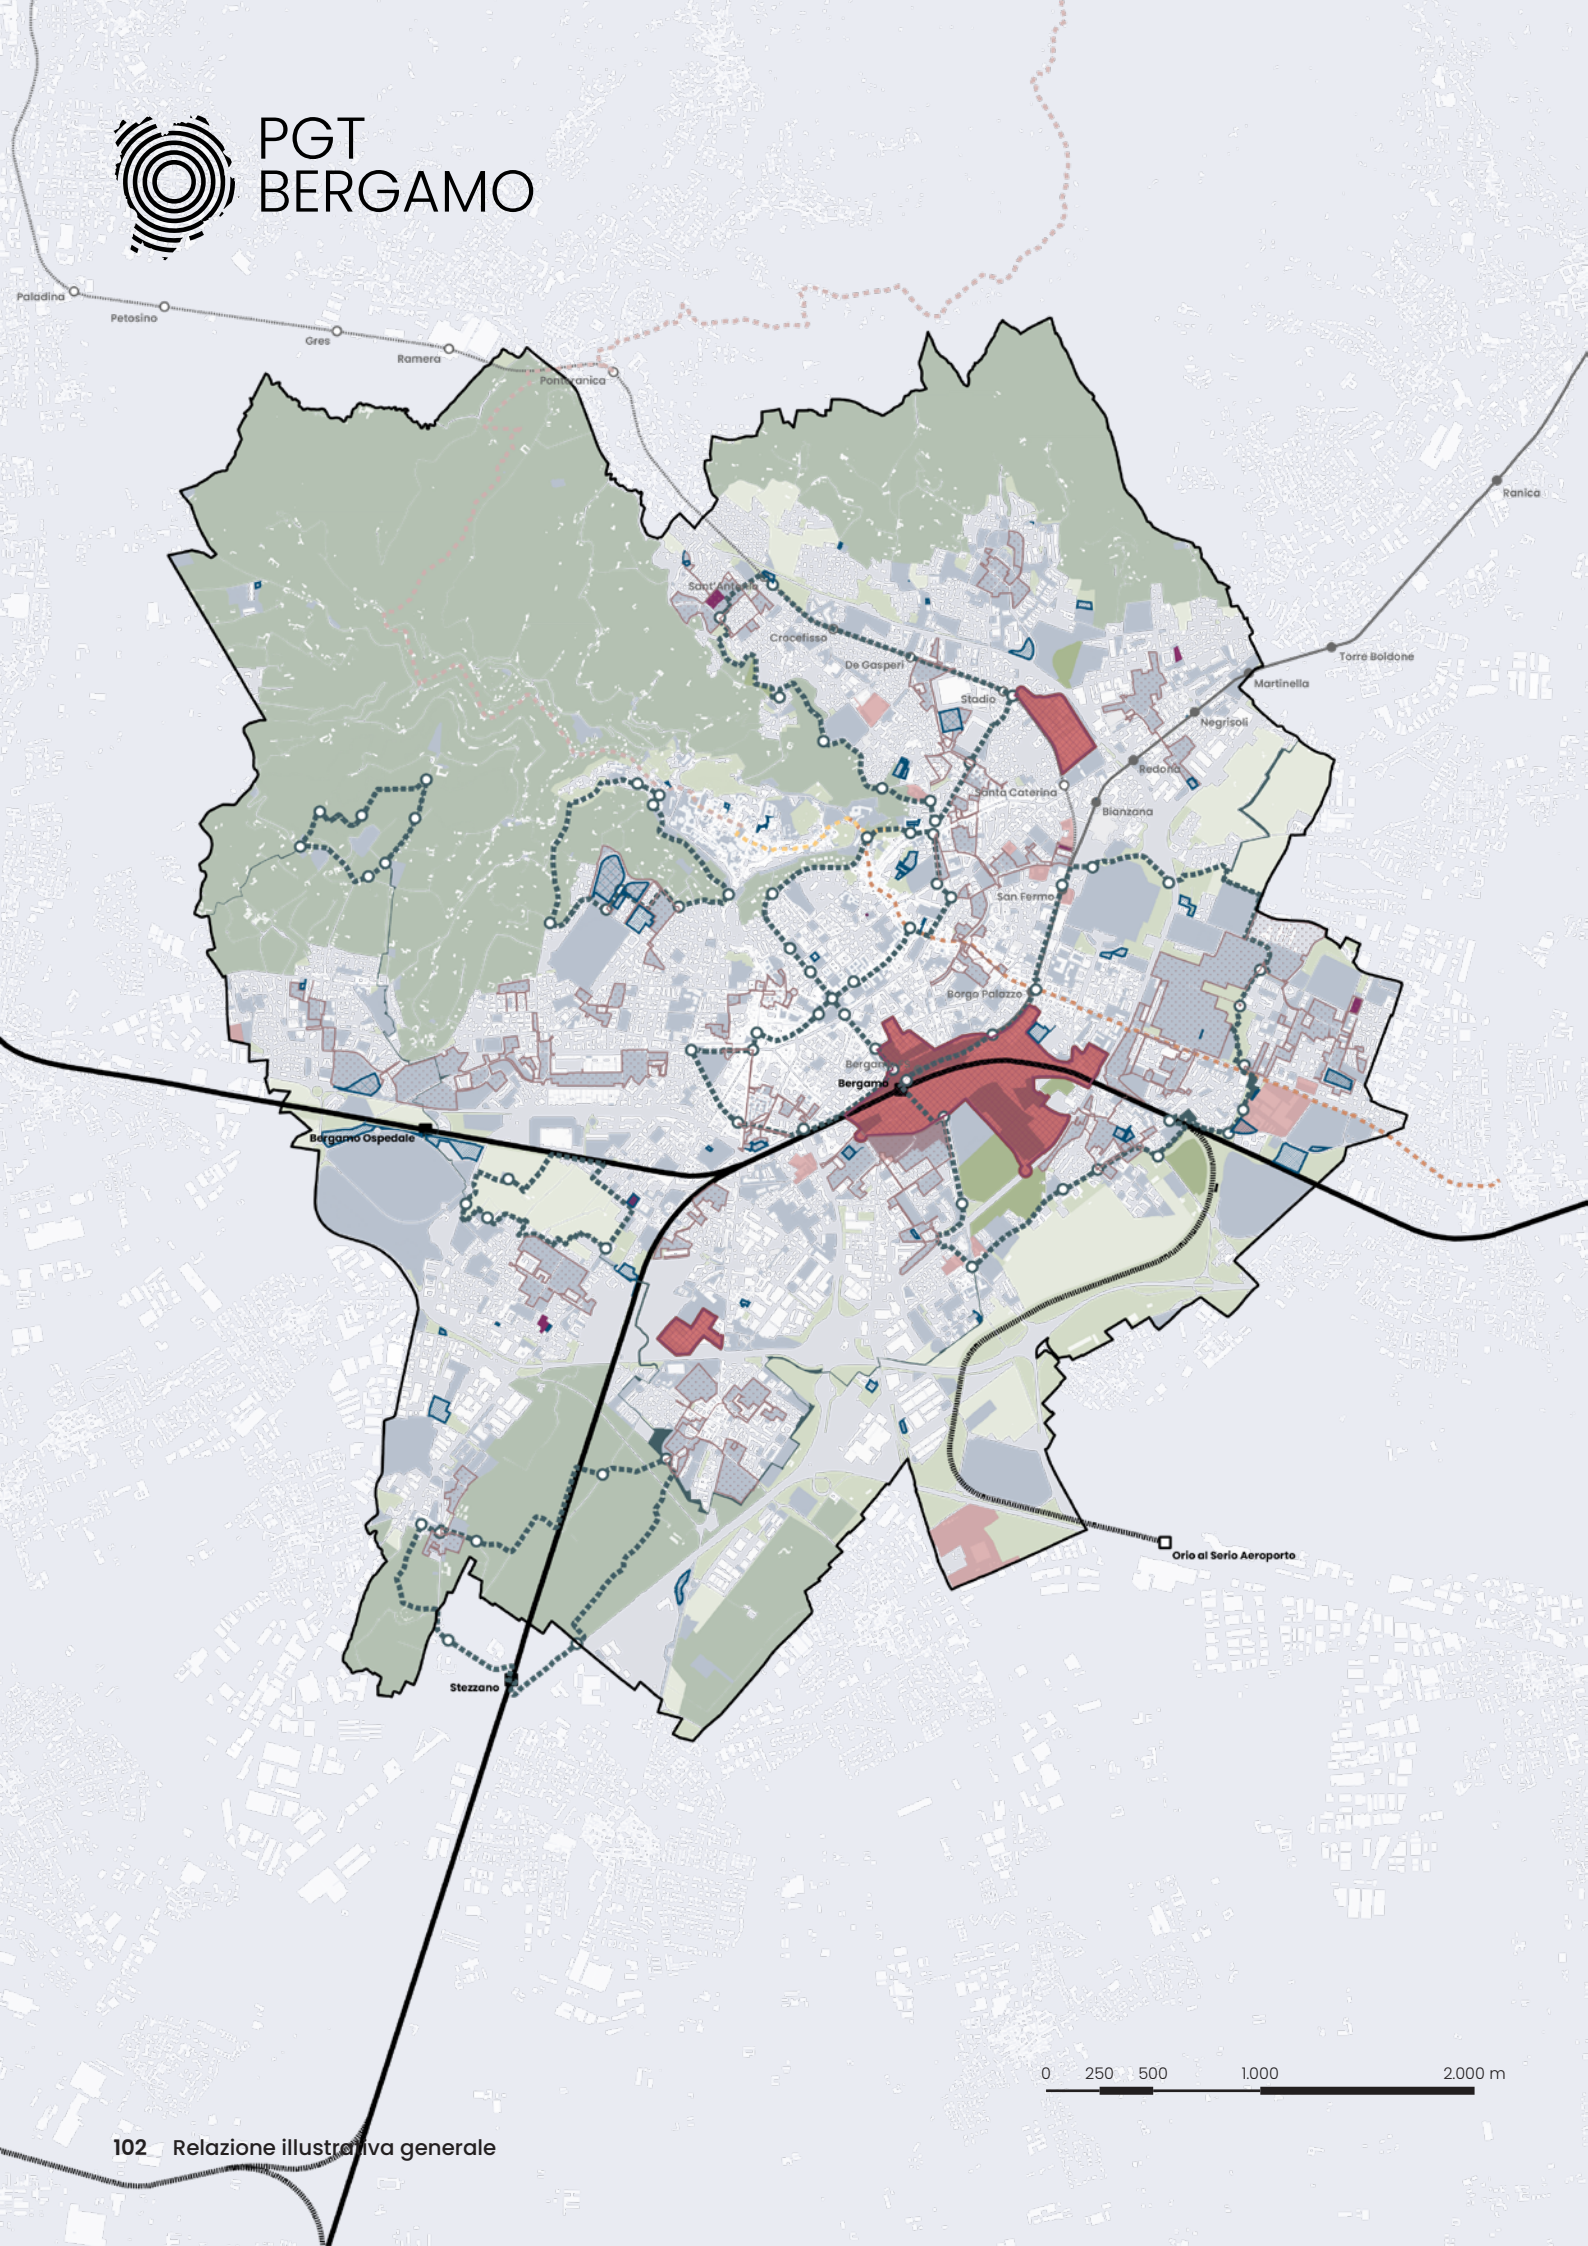 PGT
BERGAMO
Paladina
Petosino
Gres
Ramera
Ponteranica
Ranica
Sant'Antonio
Crocefisso
De Gasperi
Torre Boldone
Martinella
Stadio
Negrisoli
Redona
Santa Caterina
Bianzana
San Fermo
Borgo Palazzo
Bergamo
Bergamo
Bergamo Ospedale
Orio al Serio Aeroporto
Stezzano
0 250 500 1.000 2.000 m
102 Relazione illustrativa generale